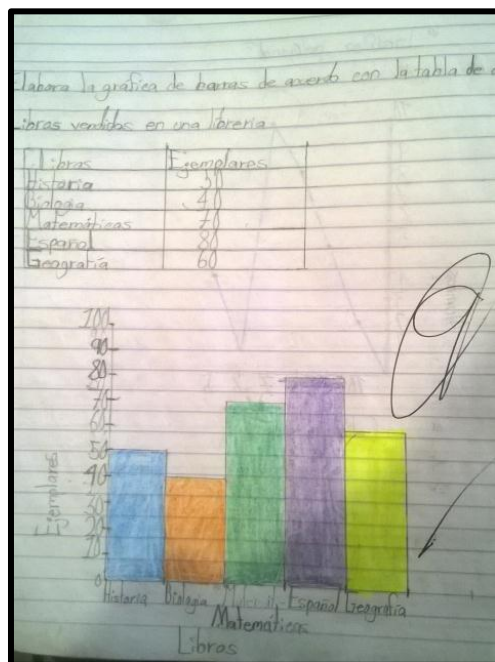 Elabora la gráfica de barras de acuerdo con la tabla de
Libros vendidos en una librería
Libros Ejemplares
Historia 50
Biología 40
Matemáticas 70
Español 80
Geografía 60
100
90
80
70
60
50
40
30
20
10
0
Ejemplares
Historia Biología Español Geografía
Matemáticas
Libros